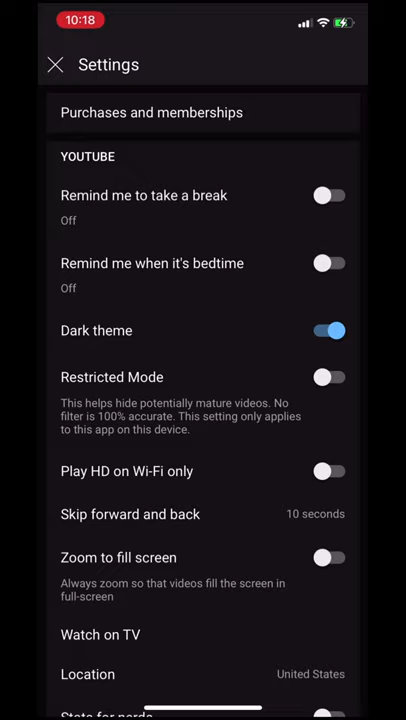 10:18
Settings
Purchases and memberships
YOUTUBE
Remind me to take a break
Off
Remind me when it's bedtime
Off
Dark theme
Restricted Mode
This helps hide potentially mature videos. No
filter is 100% accurate. This setting only applies
to this app on this device.
Play HD on Wi-Fi only
Skip forward and back 10 seconds
Zoom to fill screen
Always zoom so that videos fill the screen in
full-screen
Watch on TV
Location United States
Stats for nerds